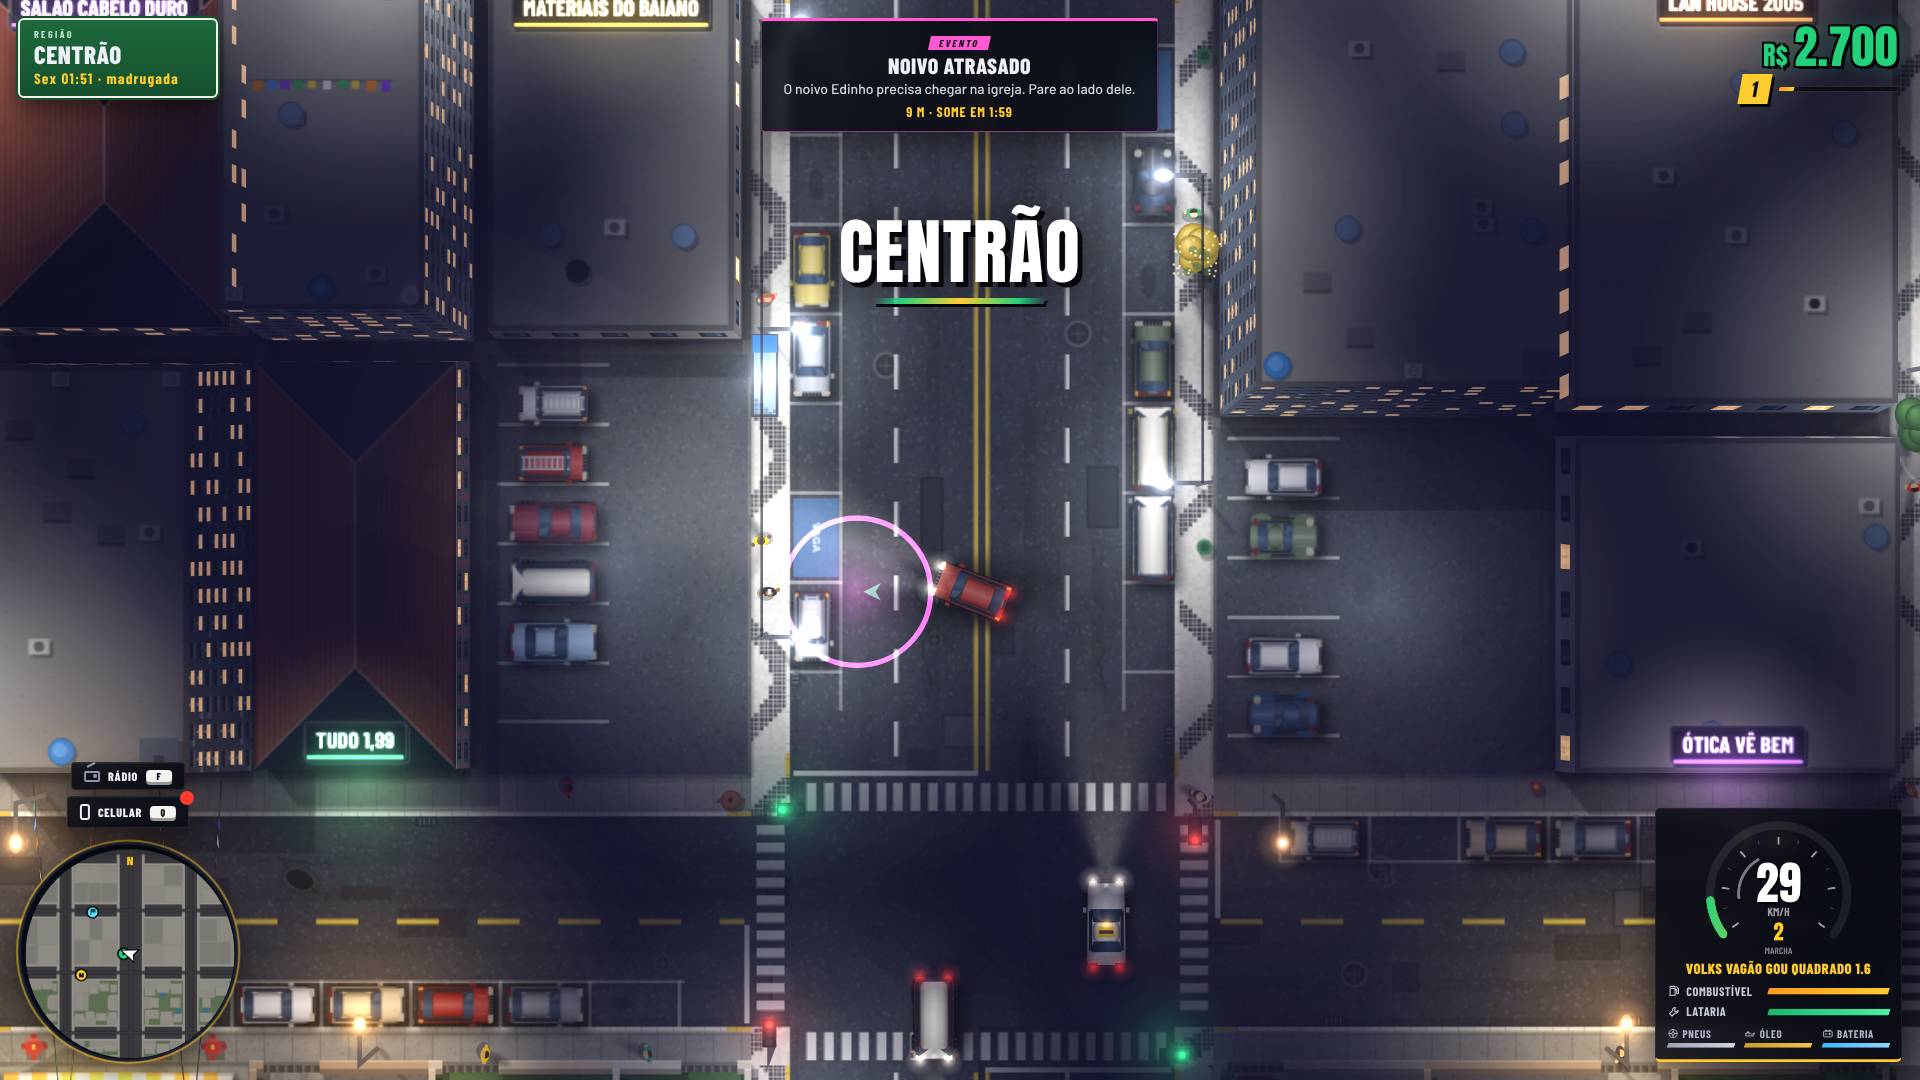 SALÃO CABELO DURO
MATERIAIS DO BAIANO
LAN HOUSE 2005
REGIÃO
CENTRÃO
Sex 01:51 · madrugada
EVENTO
NOIVO ATRASADO
O noivo Edinho precisa chegar na igreja. Pare ao lado dele.
9 M · SOME EM 1:59
R$ 2.700
1
CENTRÃO
VAGA
TUDO 1,99
ÓTICA VÊ BEM
RÁDIO F
CELULAR Q
N
P
M
29
KM/H
2
MARCHA
VOLKS VAGÃO GOU QUADRADO 1.6
COMBUSTÍVEL
LATARIA
PNEUS ÓLEO BATERIA